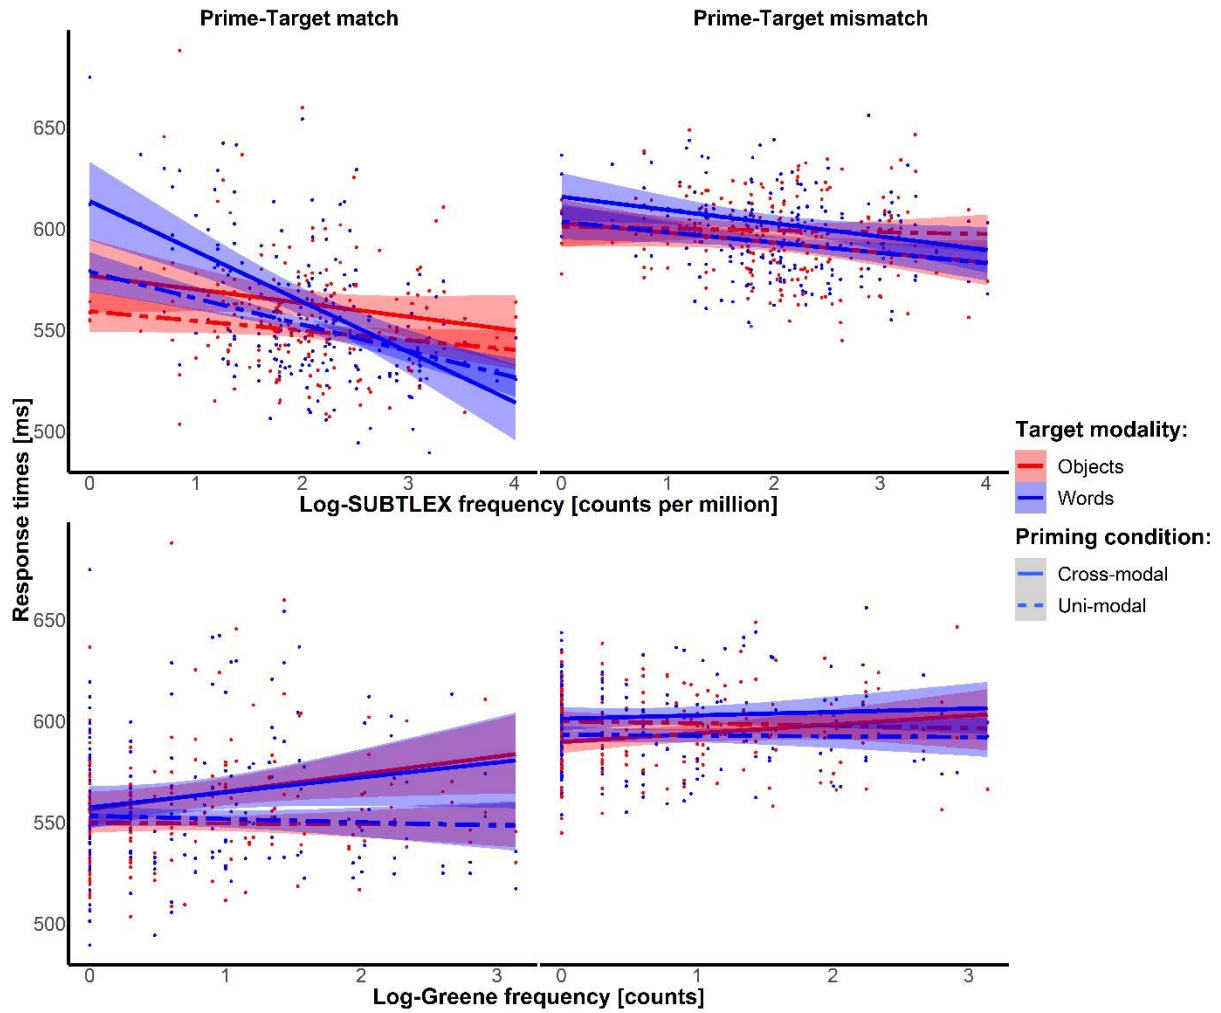 Prime-Target match
Prime-Target mismatch
Response times [ms]
650
600
550
500
0 1 2 3 4
0 1 2 3 4
Log-SUBTLEX frequency [counts per million]
650
600
550
500
0 1 2 3
0 1 2 3
Log-Greene frequency [counts]
Target modality:
Objects
Words
Priming condition:
Cross-modal
Uni-modal